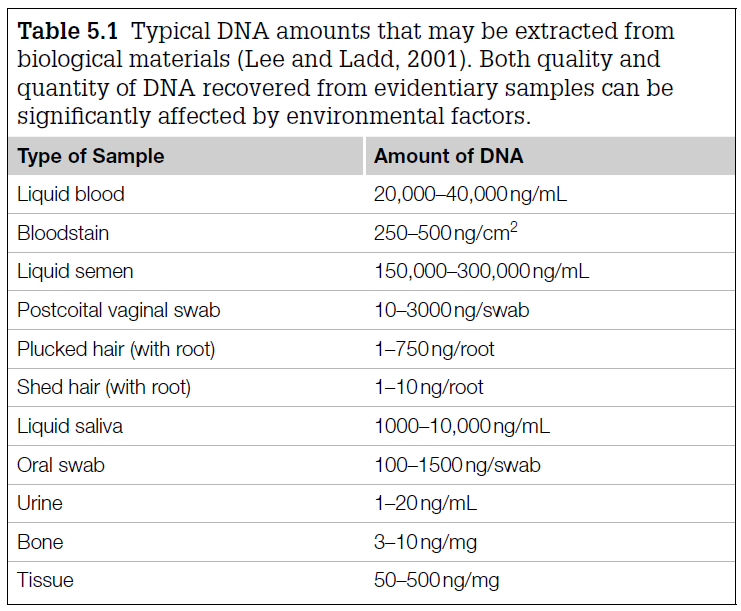 Table 5.1 Typical DNA amounts that may be extracted from
biological materials (Lee and Ladd, 2001). Both quality and
quantity of DNA recovered from evidentiary samples can be
significantly affected by environmental factors.
Type of Sample Amount of DNA
Liquid blood 20,000–40,000 ng/mL
Bloodstain 250–500 ng/cm²
Liquid semen 150,000–300,000 ng/mL
Postcoital vaginal swab 10–3000 ng/swab
Plucked hair (with root) 1–750 ng/root
Shed hair (with root) 1–10 ng/root
Liquid saliva 1000–10,000 ng/mL
Oral swab 100–1500 ng/swab
Urine 1–20 ng/mL
Bone 3–10 ng/mg
Tissue 50–500 ng/mg